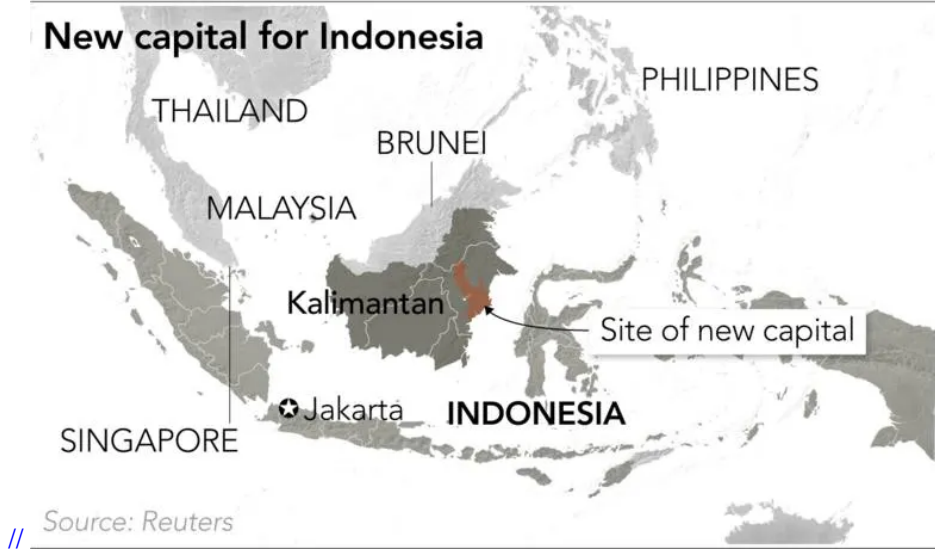 New capital for Indonesia
PHILIPPINES
THAILAND
BRUNEI
MALAYSIA
Kalimantan
Site of new capital
Jakarta
INDONESIA
SINGAPORE
Source: Reuters
//